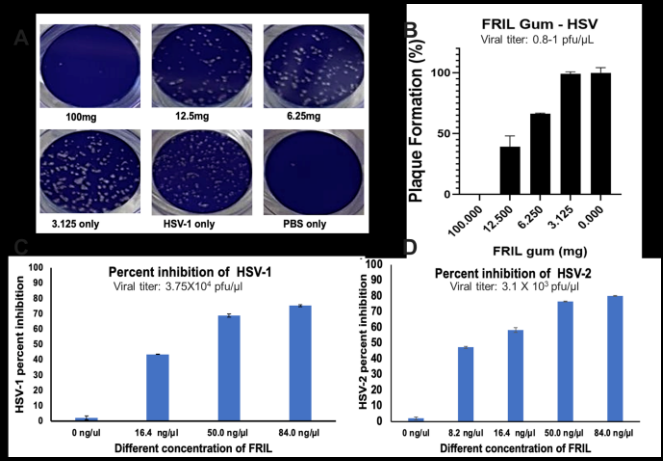 A
100mg
12.5mg
6.25mg
3.125 only
HSV-1 only
PBS only
B
FRIL Gum - HSV
Viral titer: 0.8-1 pfu/µL
Plaque Formation (%)
100
50
0
100.000
12.500
6.250
3.125
0.000
FRIL gum (mg)
C
Percent inhibition of HSV-1
Viral titer: 3.75X10⁴ pfu/µl
HSV-1 percent inhibition
100
90
80
70
60
50
40
30
20
10
0
0 ng/ul
16.4 ng/µl
50.0 ng/µl
84.0 ng/µl
Different concentration of FRIL
D
Percent inhibition of HSV-2
Viral titer: 3.1 X 10³ pfu/µl
HSV-2 percent inhibition
100
90
80
70
60
50
40
30
20
10
0
0 ng/ul
8.2 ng/µl
16.4 ng/µl
50.0 ng/µl
84.0 ng/µl
Different concentration of FRIL